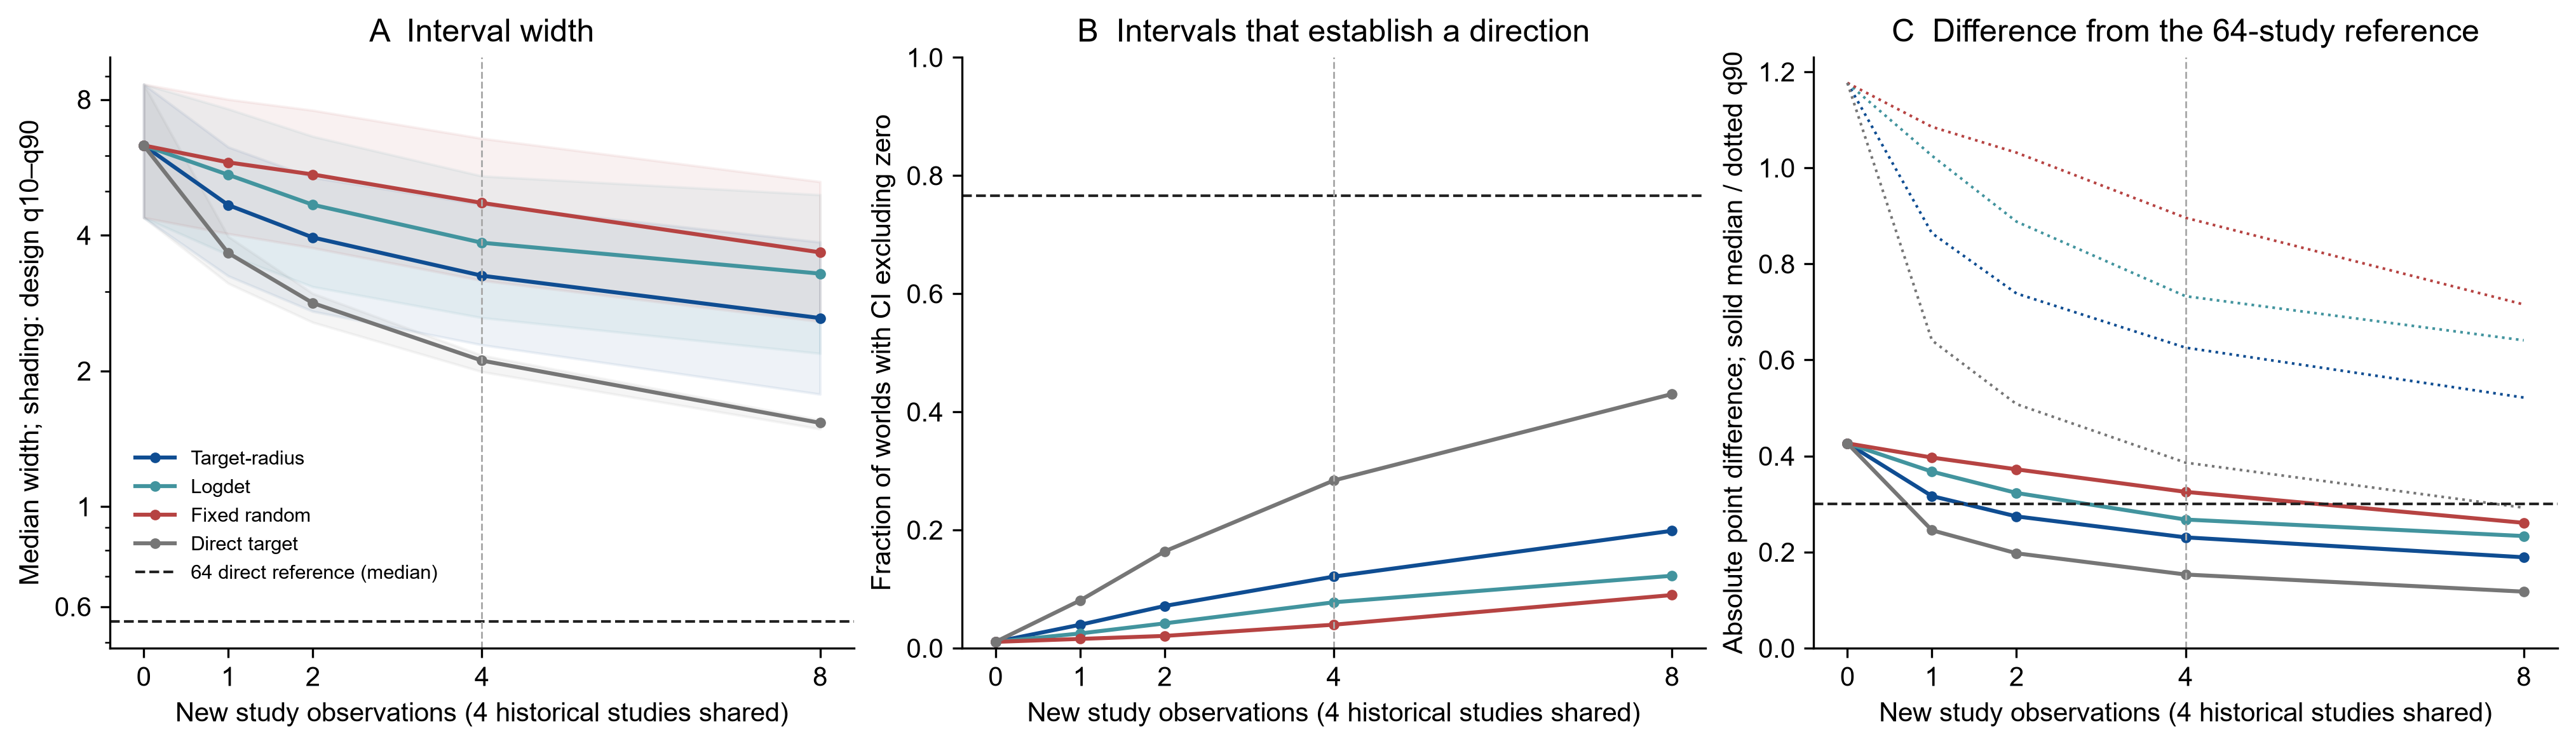 A Interval width
Median width; shading: design q10–q90
8
4
2
1
0.6
Target-radius
Logdet
Fixed random
Direct target
64 direct reference (median)
0 1 2 4 8
New study observations (4 historical studies shared)
B Intervals that establish a direction
Fraction of worlds with CI excluding zero
1.0
0.8
0.6
0.4
0.2
0.0
0 1 2 4 8
New study observations (4 historical studies shared)
C Difference from the 64-study reference
Absolute point difference; solid median / dotted q90
1.2
1.0
0.8
0.6
0.4
0.2
0.0
0 1 2 4 8
New study observations (4 historical studies shared)